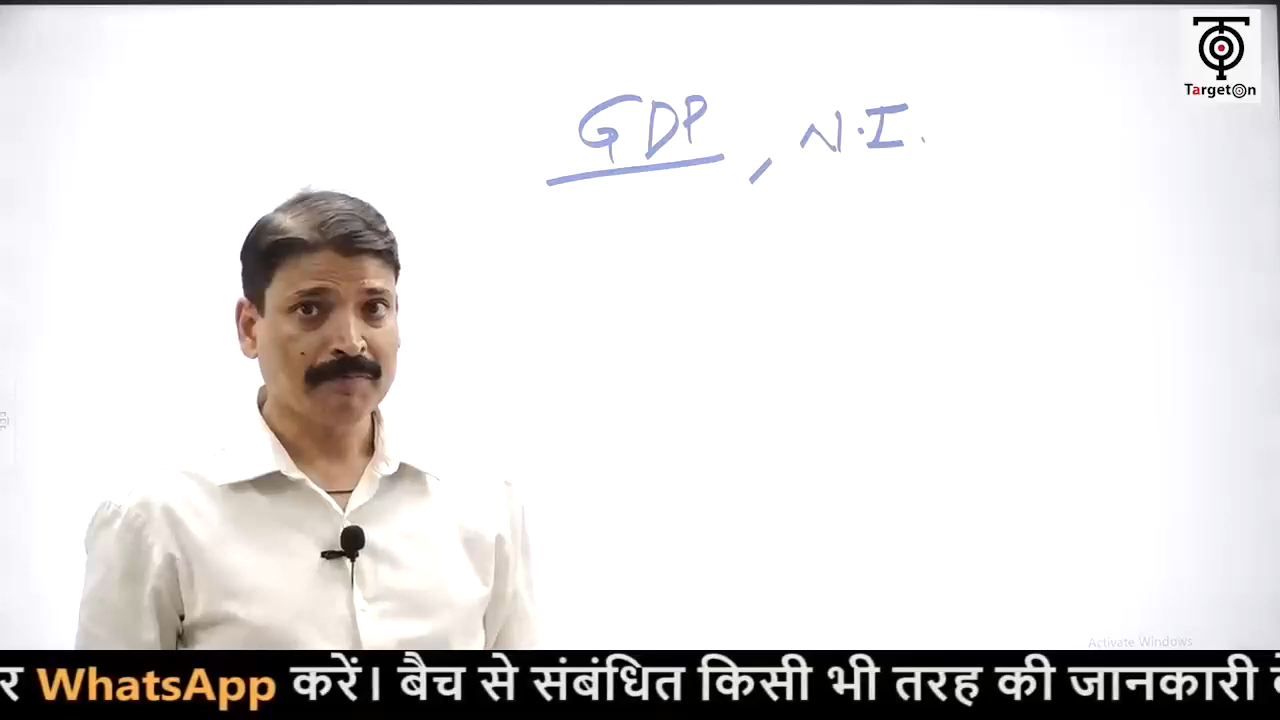 TargetOn
GDP, N.I.
Activate Windows
र WhatsApp करें। बैच से संबंधित किसी भी तरह की जानकारी